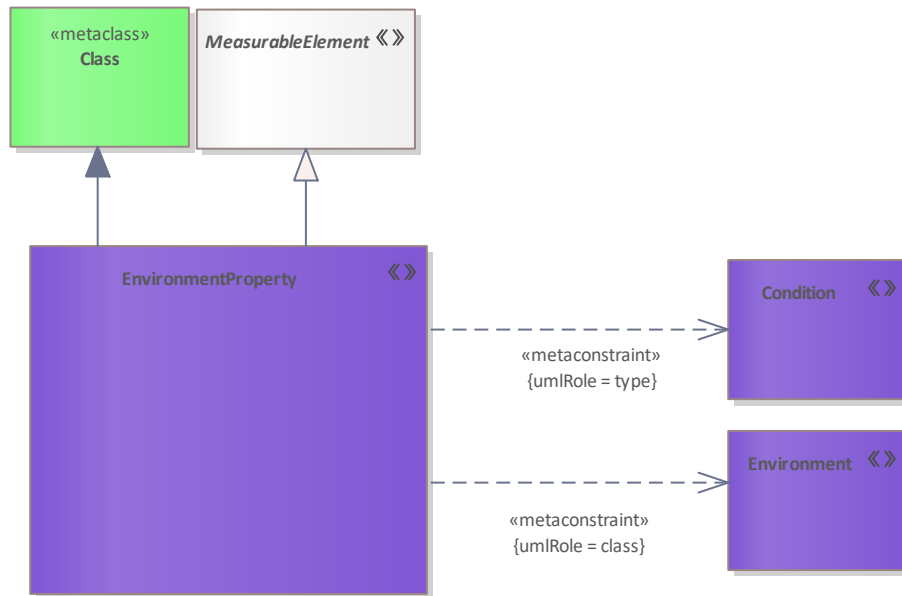 «metaclass»
Class
MeasurableElement «»
EnvironmentProperty «»
Condition «»
«metaconstraint»
{umlRole = type}
Environment «»
«metaconstraint»
{umlRole = class}